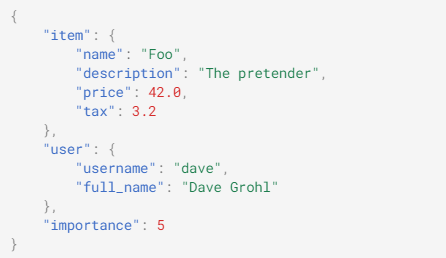 {
    "item": {
        "name": "Foo",
        "description": "The pretender",
        "price": 42.0,
        "tax": 3.2
    },
    "user": {
        "username": "dave",
        "full_name": "Dave Grohl"
    },
    "importance": 5
}